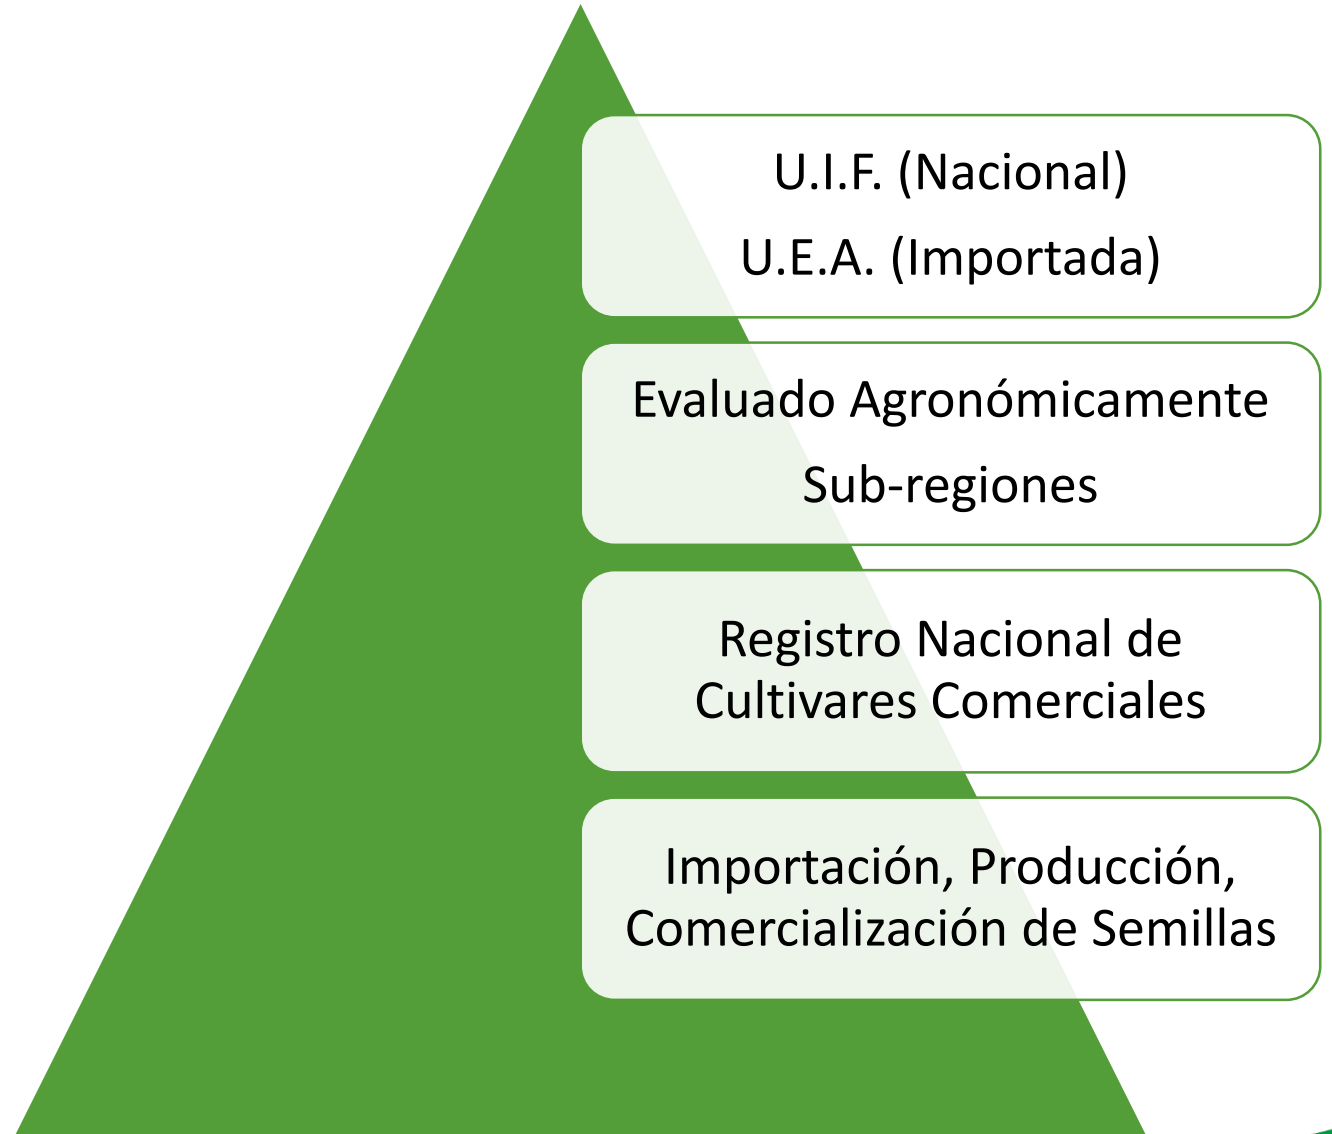 U.I.F. (Nacional)
U.E.A. (Importada)
Evaluado Agronómicamente
Sub-regiones
Registro Nacional de
Cultivares Comerciales
Importación, Producción,
Comercialización de Semillas